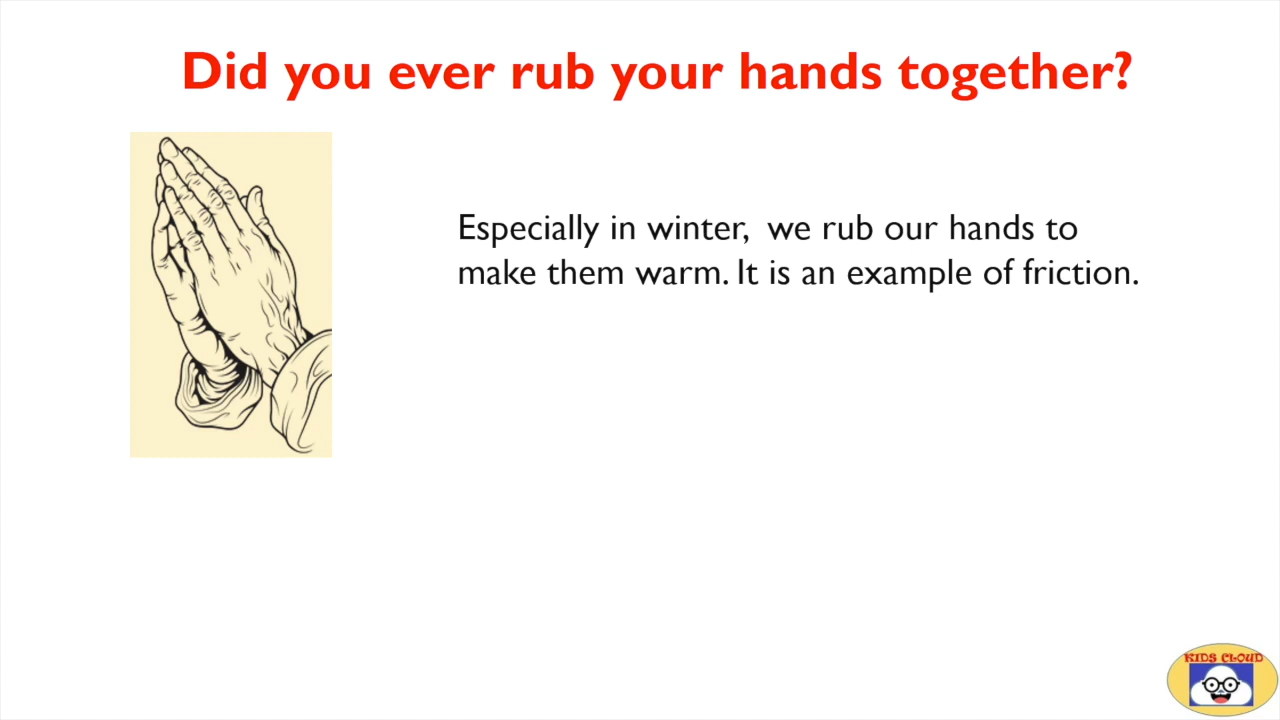 Did you ever rub your hands together?
Especially in winter,  we rub our hands to
make them warm. It is an example of friction.
KIDS CLOUD